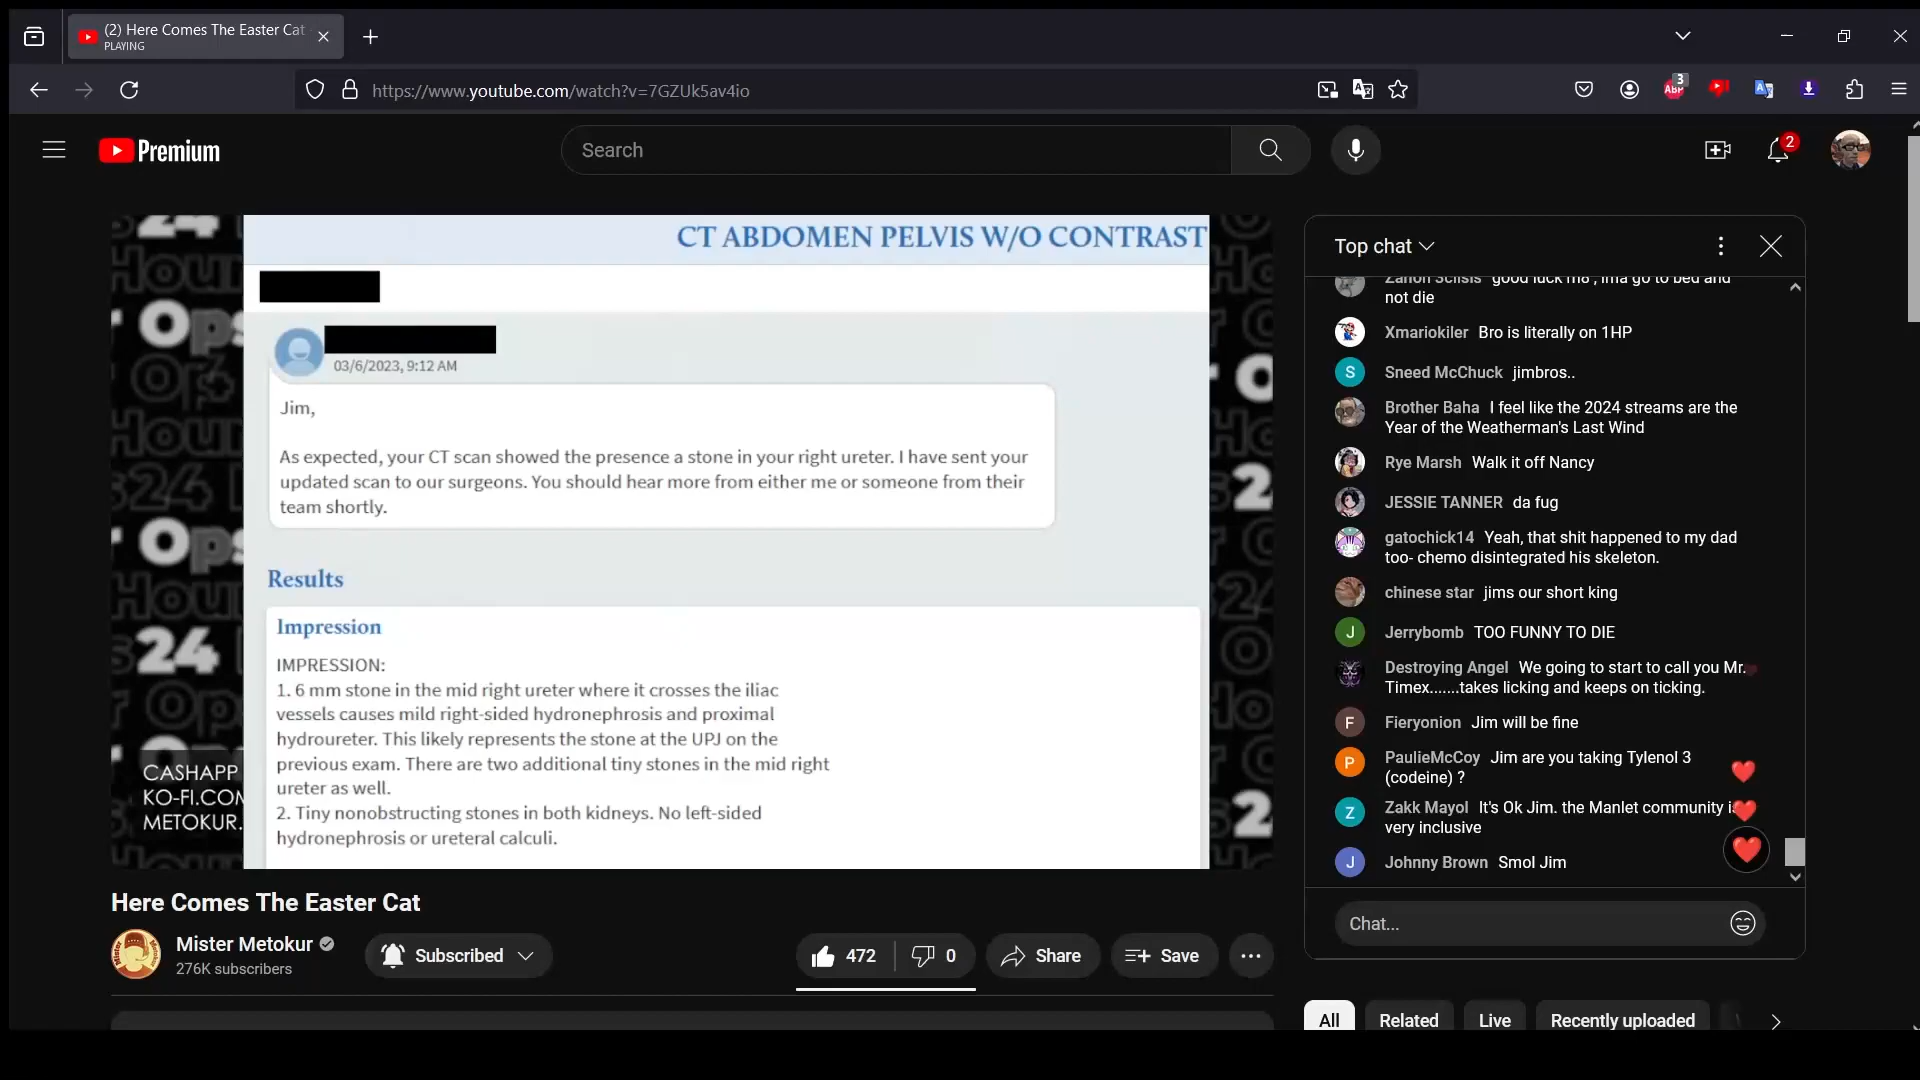 (2) Here Comes The Easter Cat
PLAYING
https://www.youtube.com/watch?v=7GZUk5av4io
3
ABP
Premium
Search
2
CT ABDOMEN PELVIS W/O CONTRAST
03/6/2023, 9:12 AM
Jim,
As expected, your CT scan showed the presence a stone in your right ureter. I have sent your
updated scan to our surgeons. You should hear more from either me or someone from their
team shortly.
Results
Impression
IMPRESSION:
1. 6 mm stone in the mid right ureter where it crosses the iliac
vessels causes mild right-sided hydronephrosis and proximal
hydroureter. This likely represents the stone at the UPJ on the
previous exam. There are two additional tiny stones in the mid right
ureter as well.
2. Tiny nonobstructing stones in both kidneys. No left-sided
hydronephrosis or ureteral calculi.
CASHAPP
KO-FI.COM
METOKUR.
Here Comes The Easter Cat
Mister Metokur
276K subscribers
Subscribed
472
0
Share
Save
Top chat
not die
Xmariokiler Bro is literally on 1HP
S
Sneed McChuck jimbros..
Brother Baha I feel like the 2024 streams are the
Year of the Weatherman's Last Wind
Rye Marsh Walk it off Nancy
JESSIE TANNER da fug
gatochick14 Yeah, that shit happened to my dad
too- chemo disintegrated his skeleton.
chinese star jims our short king
J
Jerrybomb TOO FUNNY TO DIE
Destroying Angel We going to start to call you Mr.
Timex.......takes licking and keeps on ticking.
F
Fieryonion Jim will be fine
P
PaulieMcCoy Jim are you taking Tylenol 3
(codeine) ?
Z
Zakk Mayol It's Ok Jim. the Manlet community is
very inclusive
J
Johnny Brown Smol Jim
Chat...
All
Related
Live
Recently uploaded